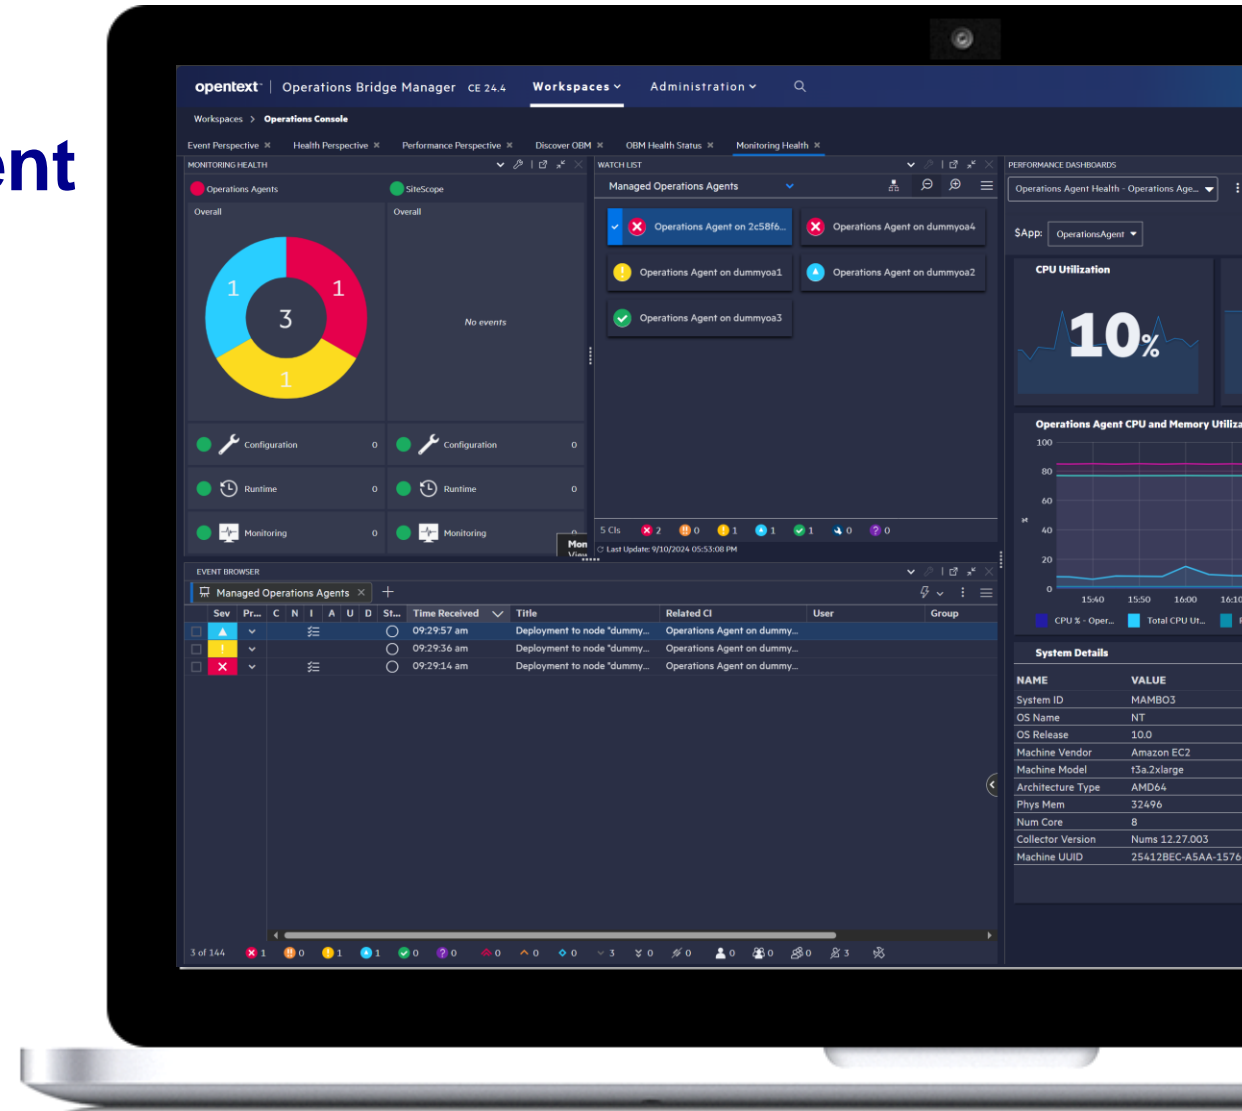 ent
opentext™ | Operations Bridge Manager CE 24.4 Workspaces Administration
Workspaces > Operations Console
Event Perspective × Health Perspective × Performance Perspective × Discover OBM × OBM Health Status × Monitoring Health ×
MONITORING HEALTH
Operations Agents SiteScope
Overall Overall
1 1
3
1
No events
Configuration 0 Configuration 0
Runtime 0 Runtime 0
Monitoring 0 Monitoring 0
Mon
View
WATCH LIST
Managed Operations Agents
Operations Agent on 2c58f6... Operations Agent on dummyoa4
Operations Agent on dummyoa1 Operations Agent on dummyoa2
Operations Agent on dummyoa3
5 CIs 2 0 1 1 1 0 0
Last Update: 9/10/2024 05:53:08 PM
PERFORMANCE DASHBOARDS
Operations Agent Health - Operations Age...
$App: OperationsAgent
CPU Utilization
10%
Operations Agent CPU and Memory Utiliza
100
80
60
%
40
20
0
15:40 15:50 16:00 16:10
CPU % - Oper... Total CPU Ut...
System Details
NAME VALUE
System ID MAMBO3
OS Name NT
OS Release 10.0
Machine Vendor Amazon EC2
Machine Model t3a.2xlarge
Architecture Type AMD64
Phys Mem 32496
Num Core 8
Collector Version Nums 12.27.003
Machine UUID 25412BEC-A5AA-1576
EVENT BROWSER
Managed Operations Agents × +
Sev Pr... C N I A U D St... Time Received Title Related CI User Group
09:29:57 am Deployment to node "dummy... Operations Agent on dummy...
09:29:36 am Deployment to node "dummy... Operations Agent on dummy...
09:29:14 am Deployment to node "dummy... Operations Agent on dummy...
3 of 144 1 0 1 1 0 0 0 0 0 3 0 0 0 0 0 3